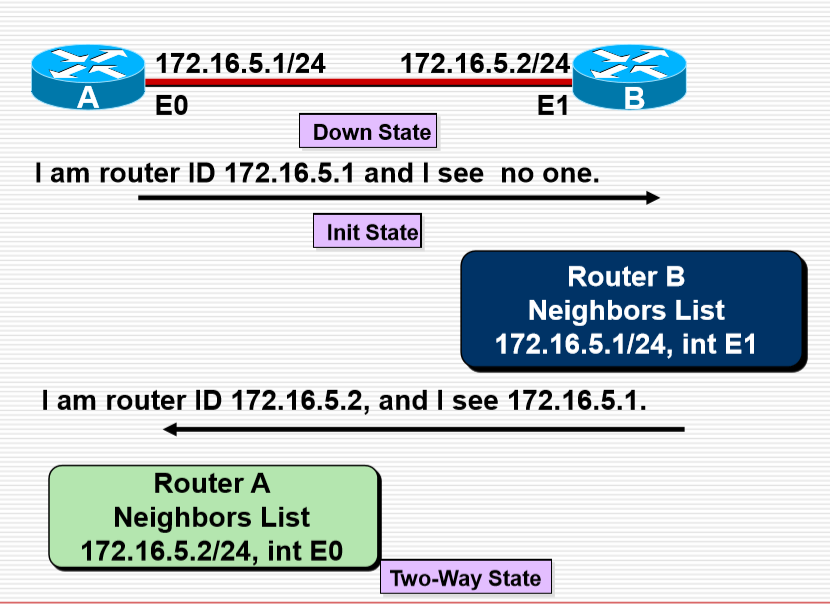 172.16.5.1/24 172.16.5.2/24
A E0 E1 B
Down State
I am router ID 172.16.5.1 and I see no one.
Init State
Router B
Neighbors List
172.16.5.1/24, int E1
I am router ID 172.16.5.2, and I see 172.16.5.1.
Router A
Neighbors List
172.16.5.2/24, int E0
Two-Way State